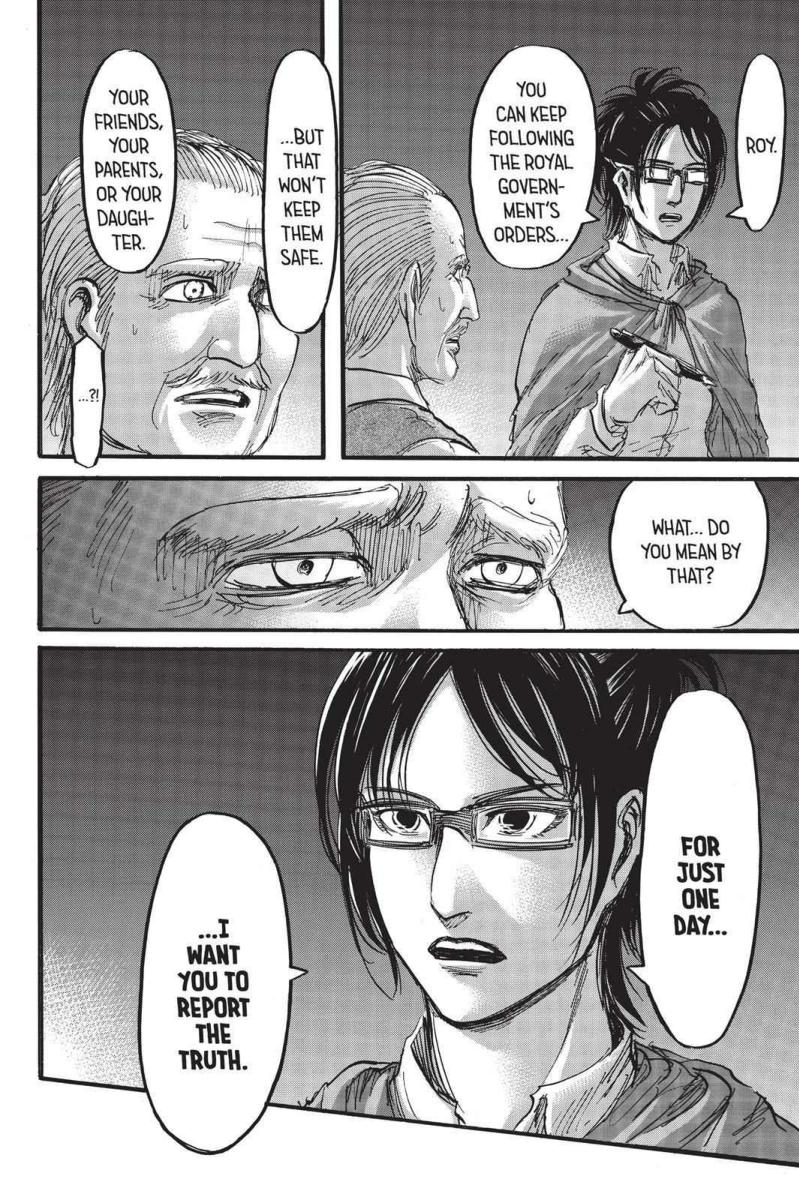 ROY.
YOU
CAN KEEP
FOLLOWING
THE ROYAL
GOVERN-
MENT'S
ORDERS...
...BUT
THAT
WON'T
KEEP
THEM
SAFE.
YOUR
FRIENDS,
YOUR
PARENTS,
OR YOUR
DAUGH-
TER.
...?!
WHAT... DO
YOU MEAN BY
THAT?
FOR
JUST
ONE
DAY...
...I
WANT
YOU TO
REPORT
THE
TRUTH.